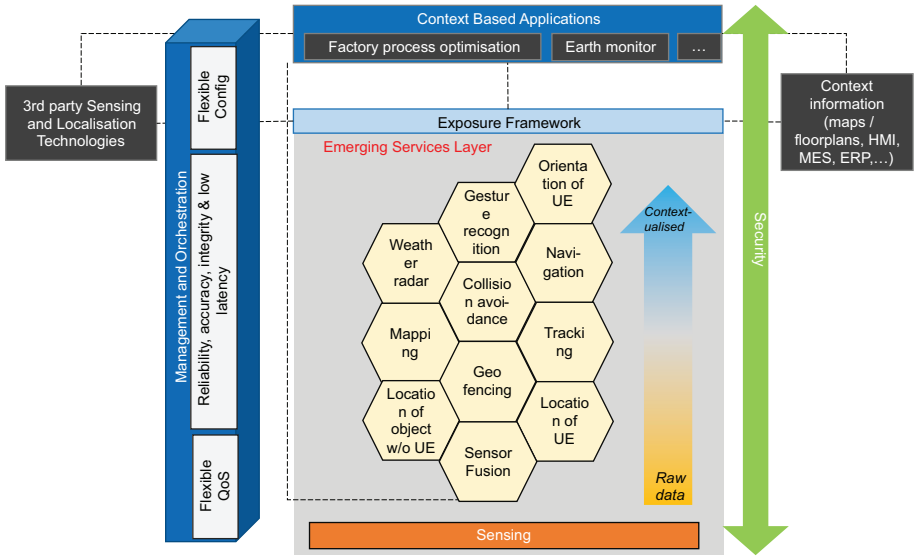 Context Based Applications
Factory process optimisation
Earth monitor
...
3rd party Sensing
and Localisation
Technologies
Management and Orchestration
Flexible
Config
Reliability, accuracy, integrity & low
latency
Flexible
QoS
Exposure Framework
Emerging Services Layer
Orienta
tion of
UE
Gestur
e
recogn
ition
Weath
er
radar
Navi-
gation
Collisio
n avoi-
dance
Mappi
ng
Tracki
ng
Geo
fencing
Locatio
n of
object
w/o UE
Locatio
n of
UE
Sensor
Fusion
Context-
ualised
Raw
data
Sensing
Security
Context
information
(maps /
floorplans, HMI,
MES, ERP,...)